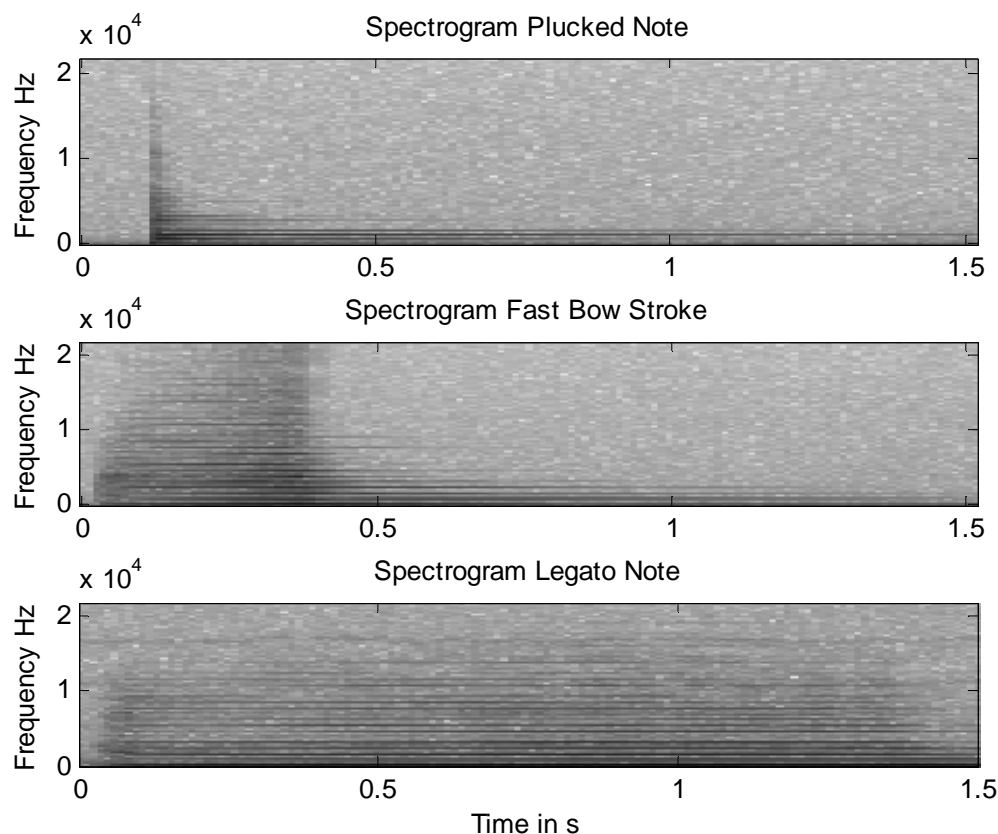 x 10^4
Spectrogram Plucked Note
Frequency Hz
2
1
0
0 0.5 1 1.5
x 10^4
Spectrogram Fast Bow Stroke
Frequency Hz
2
1
0
0 0.5 1 1.5
x 10^4
Spectrogram Legato Note
Frequency Hz
2
1
0
0 0.5 1 1.5
Time in s